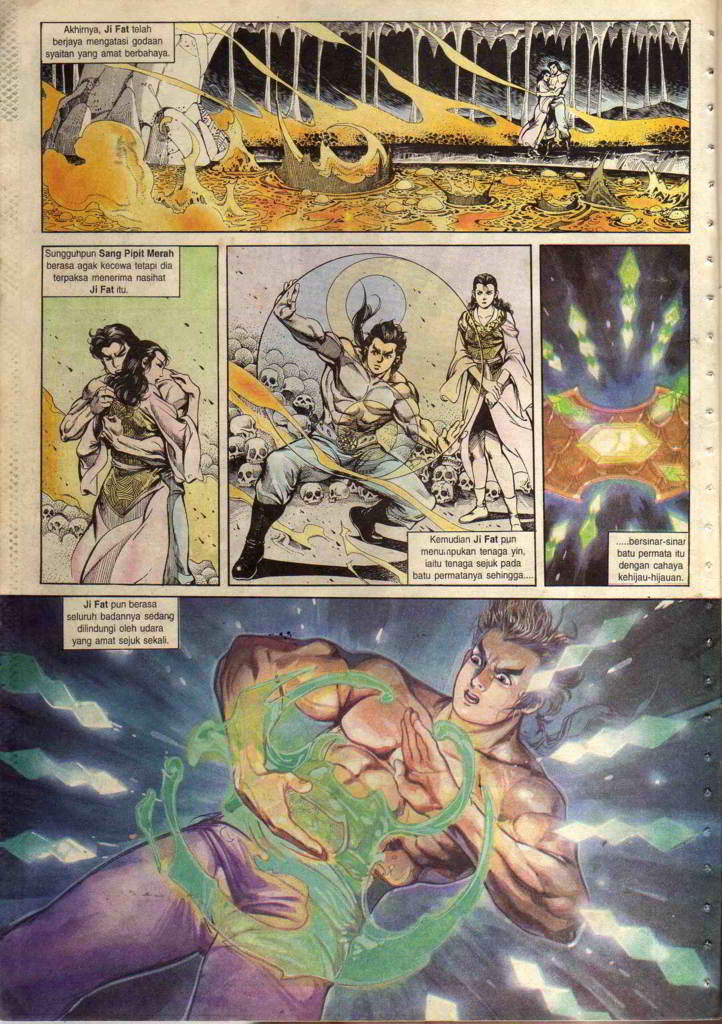 Akhirnya, Ji Fat telah
berjaya mengatasi godaan
syaitan yang amat berbahaya.
Sungguhpun Sang Pipit Merah
berasa agak kecewa tetapi dia
terpaksa menerima nasihat
Ji Fat itu.
Kemudian Ji Fat pun
menumpukan tenaga yin,
iaitu tenaga sejuk pada
batu permatanya sehingga....
.....bersinar-sinar
batu permata itu
dengan cahaya
kehijau-hijauan.
Ji Fat pun berasa
seluruh badannya sedang
dilindungi oleh udara
yang amat sejuk sekali.